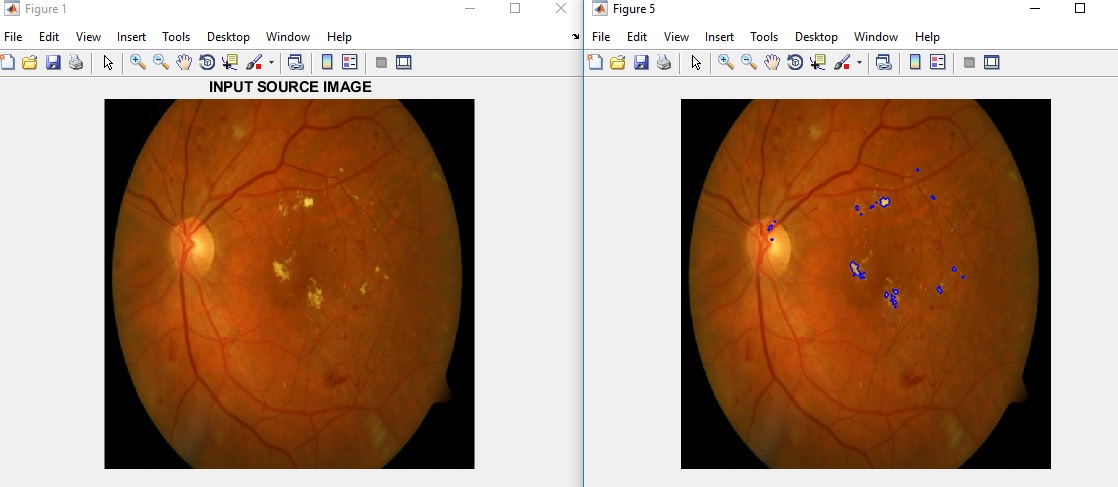 Figure 1
File Edit View Insert Tools Desktop Window Help
INPUT SOURCE IMAGE
Figure 5
File Edit View Insert Tools Desktop Window Help